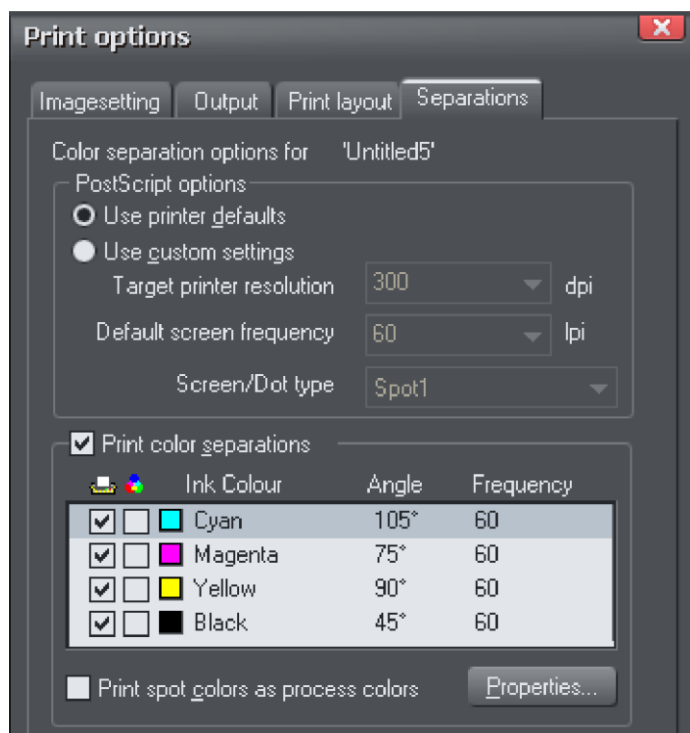 Print options
Imagesetting Output Print layout Separations
Color separation options for 'Untitled5'
PostScript options
Use printer defaults
Use custom settings
Target printer resolution 300 dpi
Default screen frequency 60 lpi
Screen/Dot type Spot1
Print color separations
Ink Colour Angle Frequency
Cyan 105° 60
Magenta 75° 60
Yellow 90° 60
Black 45° 60
Print spot colors as process colors Properties...